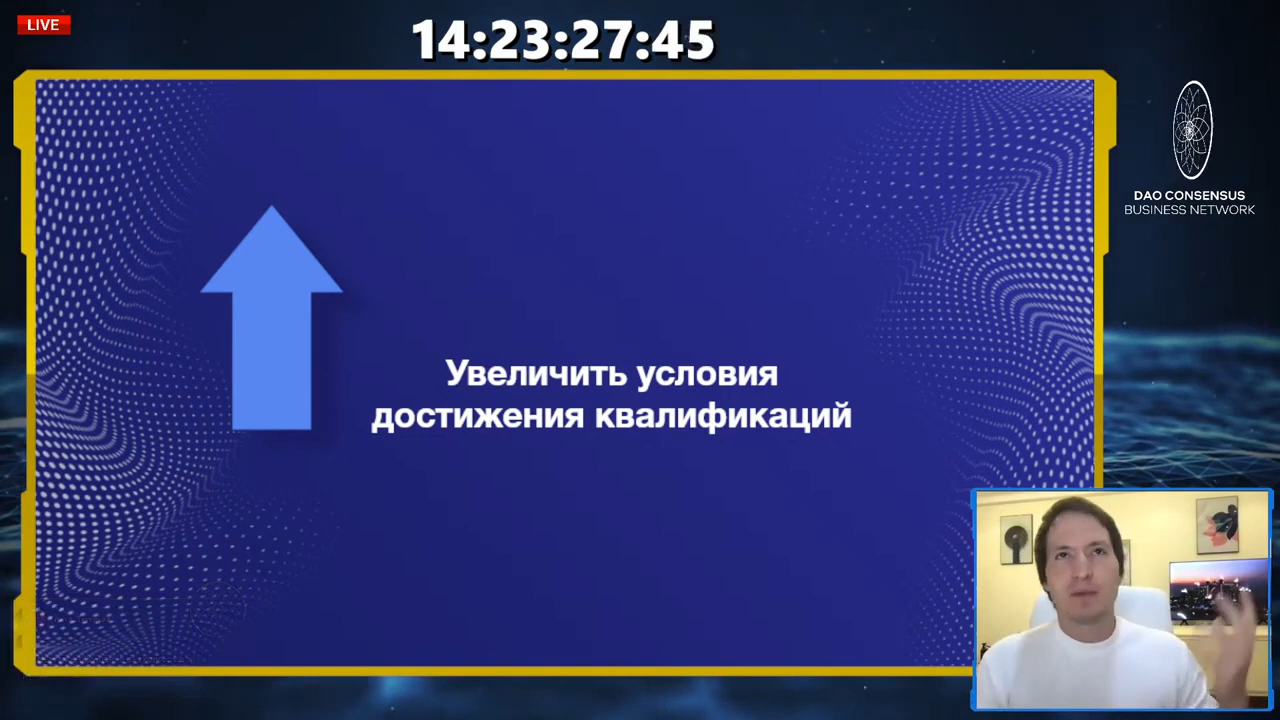 LIVE
14:23:27:45
DAO CONSENSUS
BUSINESS NETWORK
Увеличить условия
достижения квалификаций